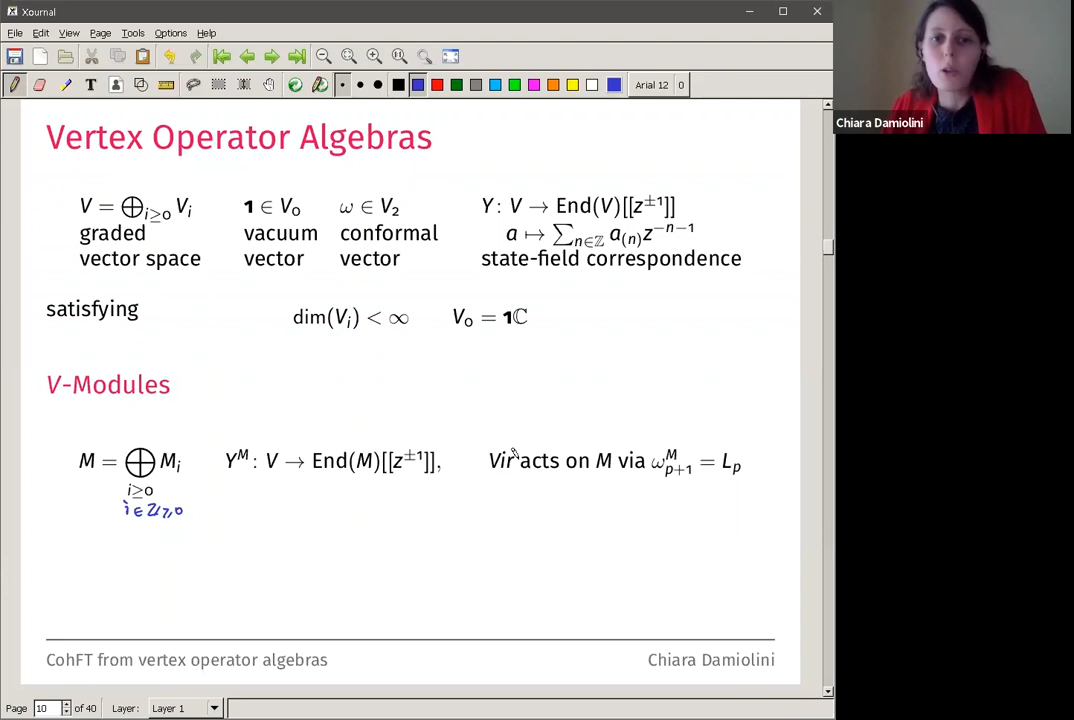 Xournal
File Edit View Page Tools Options Help
Arial 12 0
Chiara Damiolini
Vertex Operator Algebras
V = ⨁_{i≥0} V_i 𝟏 ∈ V_0 ω ∈ V_2 Y: V → End(V)[[z^{±1}]]
graded vacuum conformal a ↦ ∑_{n∈ℤ} a_{(n)} z^{−n−1}
vector space vector vector state-field correspondence
satisfying
dim(V_i) < ∞ V_0 = 𝟏ℂ
V-Modules
M = ⨁_{i≥0} M_i Y^M: V → End(M)[[z^{±1}]], Vir acts on M via ω^M_{p+1} = L_p
i ∈ ℤ≥0
CohFT from vertex operator algebras Chiara Damiolini
Page 10 of 40 Layer: Layer 1